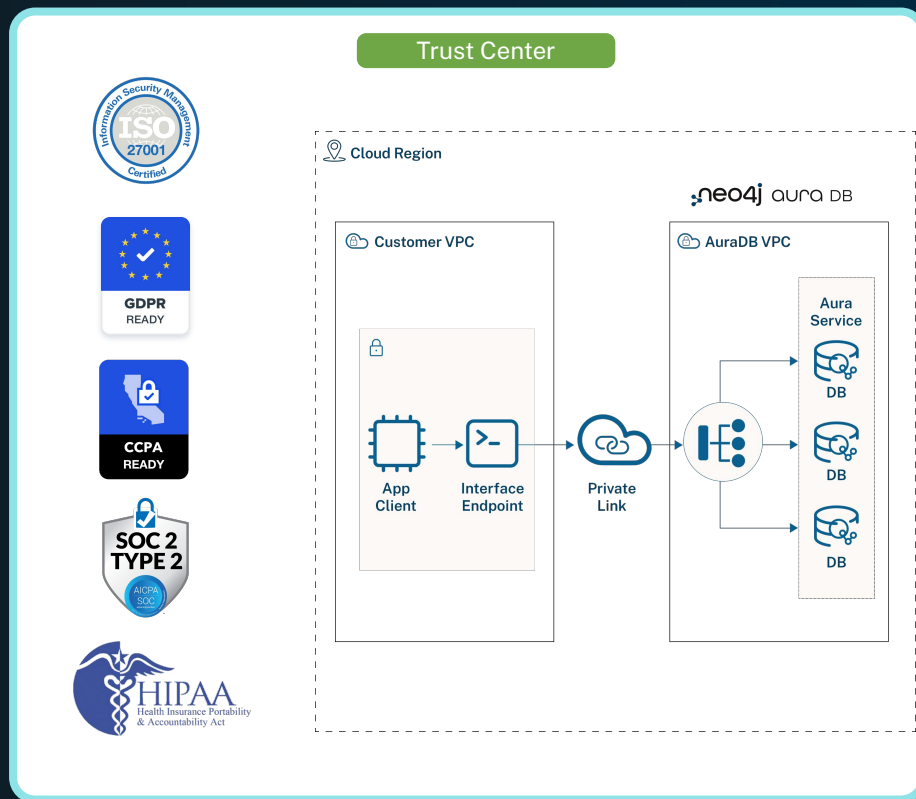 Trust Center
Information Security Management
ISO
27001
Certified
GDPR
READY
CCPA
READY
SOC 2
TYPE 2
AICPA
SOC
HIPAA
Health Insurance Portability
& Accountability Act
Cloud Region
neo4j aura DB
Customer VPC
AuraDB VPC
Aura
Service
DB
DB
DB
App
Client
Interface
Endpoint
Private
Link